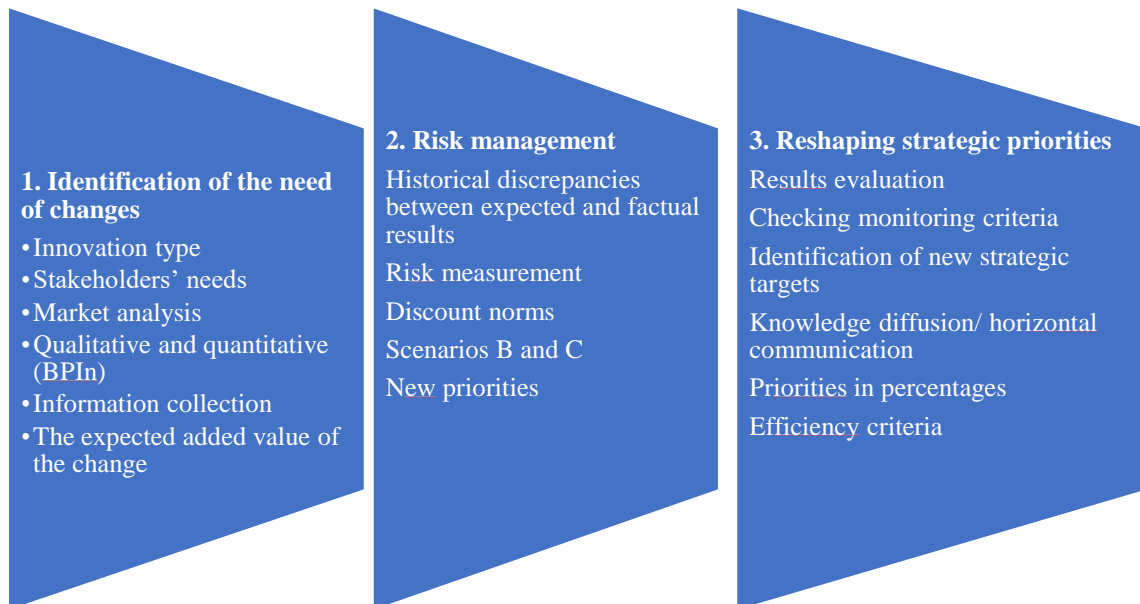 1. Identification of the need
of changes
•Innovation type
•Stakeholders’ needs
•Market analysis
•Qualitative and quantitative
(BPIn)
•Information collection
•The expected added value of
the change
2. Risk management
Historical discrepancies
between expected and factual
results
Risk measurement
Discount norms
Scenarios B and C
New priorities
3. Reshaping strategic priorities
Results evaluation
Checking monitoring criteria
Identification of new strategic
targets
Knowledge diffusion/ horizontal
communication
Priorities in percentages
Efficiency criteria